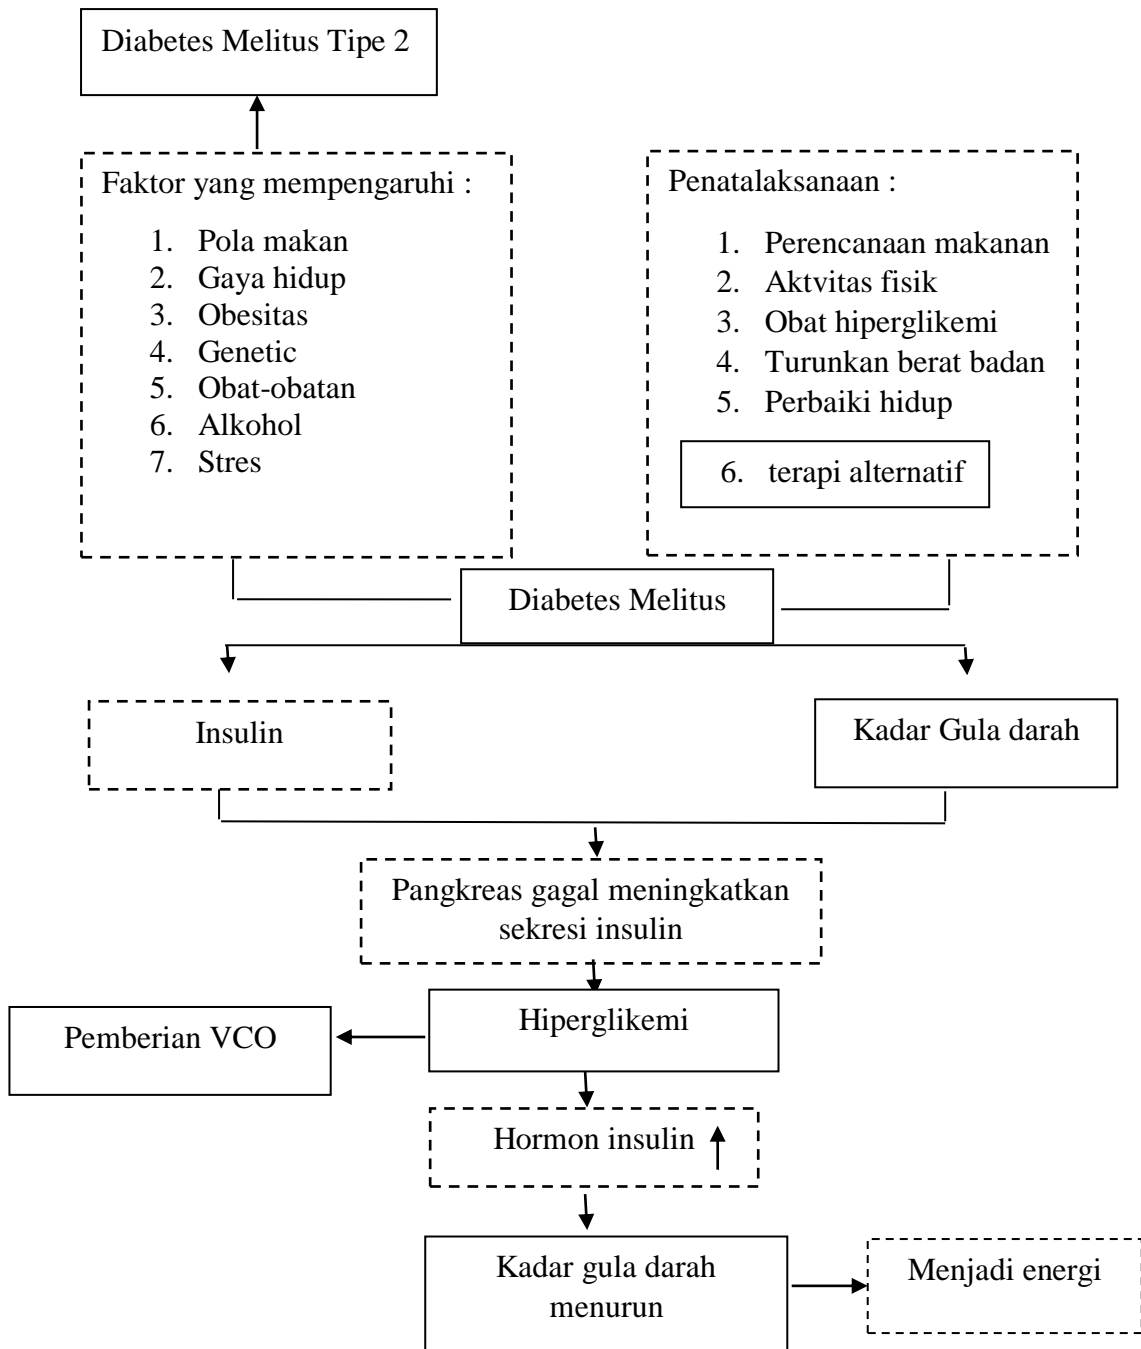 Diabetes Melitus Tipe 2
Faktor yang mempengaruhi :
1. Pola makan
2. Gaya hidup
3. Obesitas
4. Genetic
5. Obat-obatan
6. Alkohol
7. Stres
Penatalaksanaan :
1. Perencanaan makanan
2. Aktvitas fisik
3. Obat hiperglikemi
4. Turunkan berat badan
5. Perbaiki hidup
6. terapi alternatif
Diabetes Melitus
Insulin
Kadar Gula darah
Pangkreas gagal meningkatkan
sekresi insulin
Hiperglikemi
Pemberian VCO
Hormon insulin
Kadar gula darah
menurun
Menjadi energi